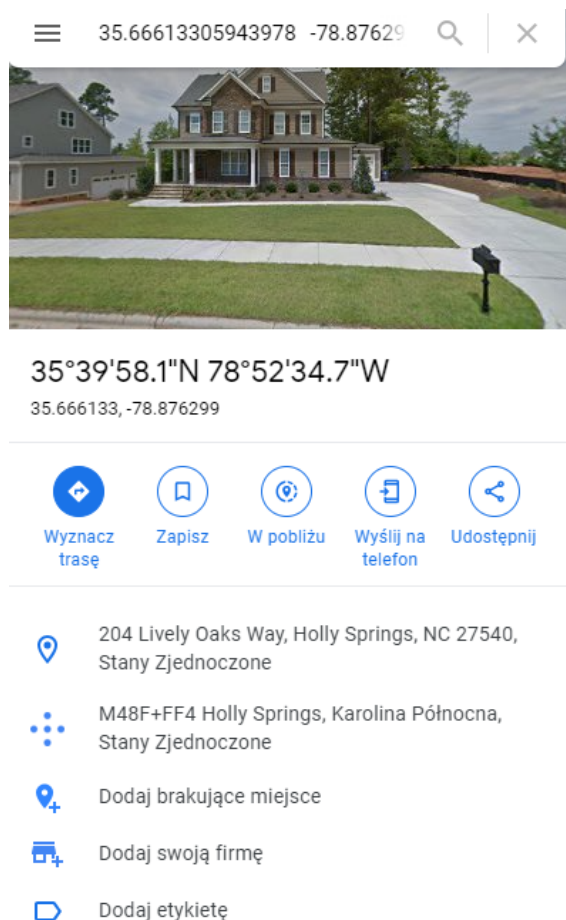 35.66613305943978 -78.87629
35°39'58.1"N 78°52'34.7"W
35.666133, -78.876299
Wyznacz trasę
Zapisz
W pobliżu
Wyślij na telefon
Udostępnij
204 Lively Oaks Way, Holly Springs, NC 27540,
Stany Zjednoczone
M48F+FF4 Holly Springs, Karolina Północna,
Stany Zjednoczone
Dodaj brakujące miejsce
Dodaj swoją firmę
Dodaj etykietę